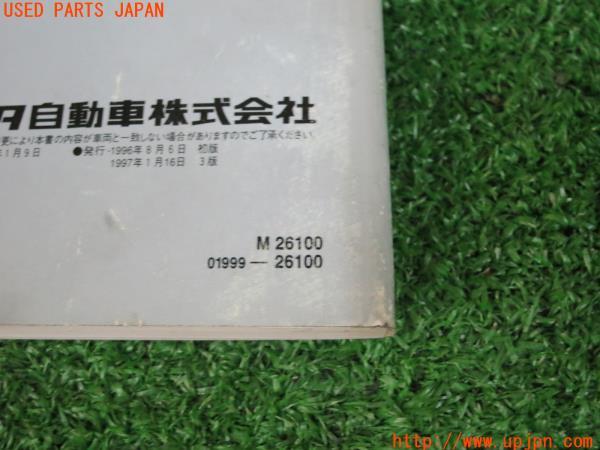 USED PARTS JAPAN
タ自動車株式会社
更により本書の内容が車両と一致しない場合がありますのでご了承ください。
年1月9日 ●発行-1996年8月6日 初版
1997年1月16日 3版
M 26100
01999-26100
http://www.upjpn.com